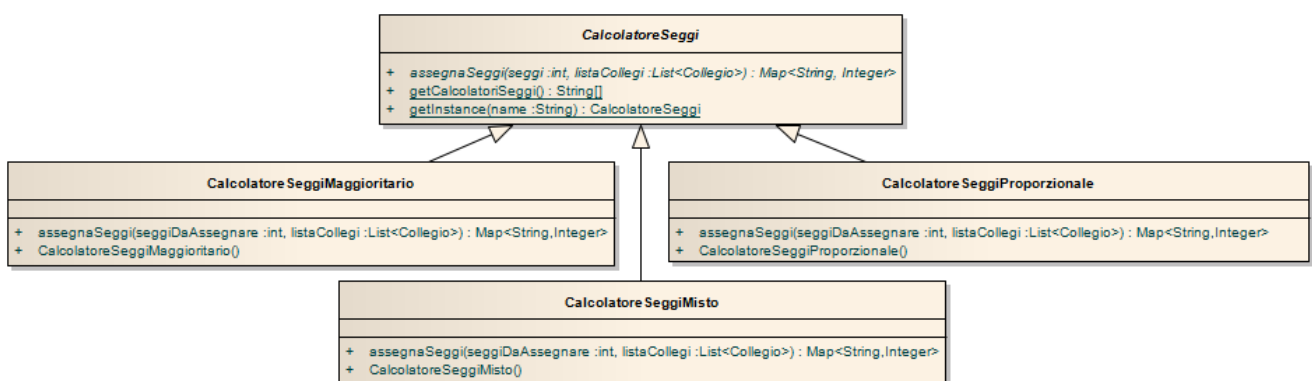 CalcolatoreSeggi
+ assegnaSeggi(seggi :int, listaCollegi :List<Collegio>) : Map<String, Integer>
+ getCalcolatoriSeggi() : String[]
+ getInstance(name :String) : CalcolatoreSeggi
CalcolatoreSeggiMaggioritario
+ assegnaSeggi(seggiDaAssegnare :int, listaCollegi :List<Collegio>) : Map<String,Integer>
+ CalcolatoreSeggiMaggioritario()
CalcolatoreSeggiProporzionale
+ assegnaSeggi(seggiDaAssegnare :int, listaCollegi :List<Collegio>) : Map<String,Integer>
+ CalcolatoreSeggiProporzionale()
CalcolatoreSeggiMisto
+ assegnaSeggi(seggiDaAssegnare :int, listaCollegi :List<Collegio>) : Map<String,Integer>
+ CalcolatoreSeggiMisto()